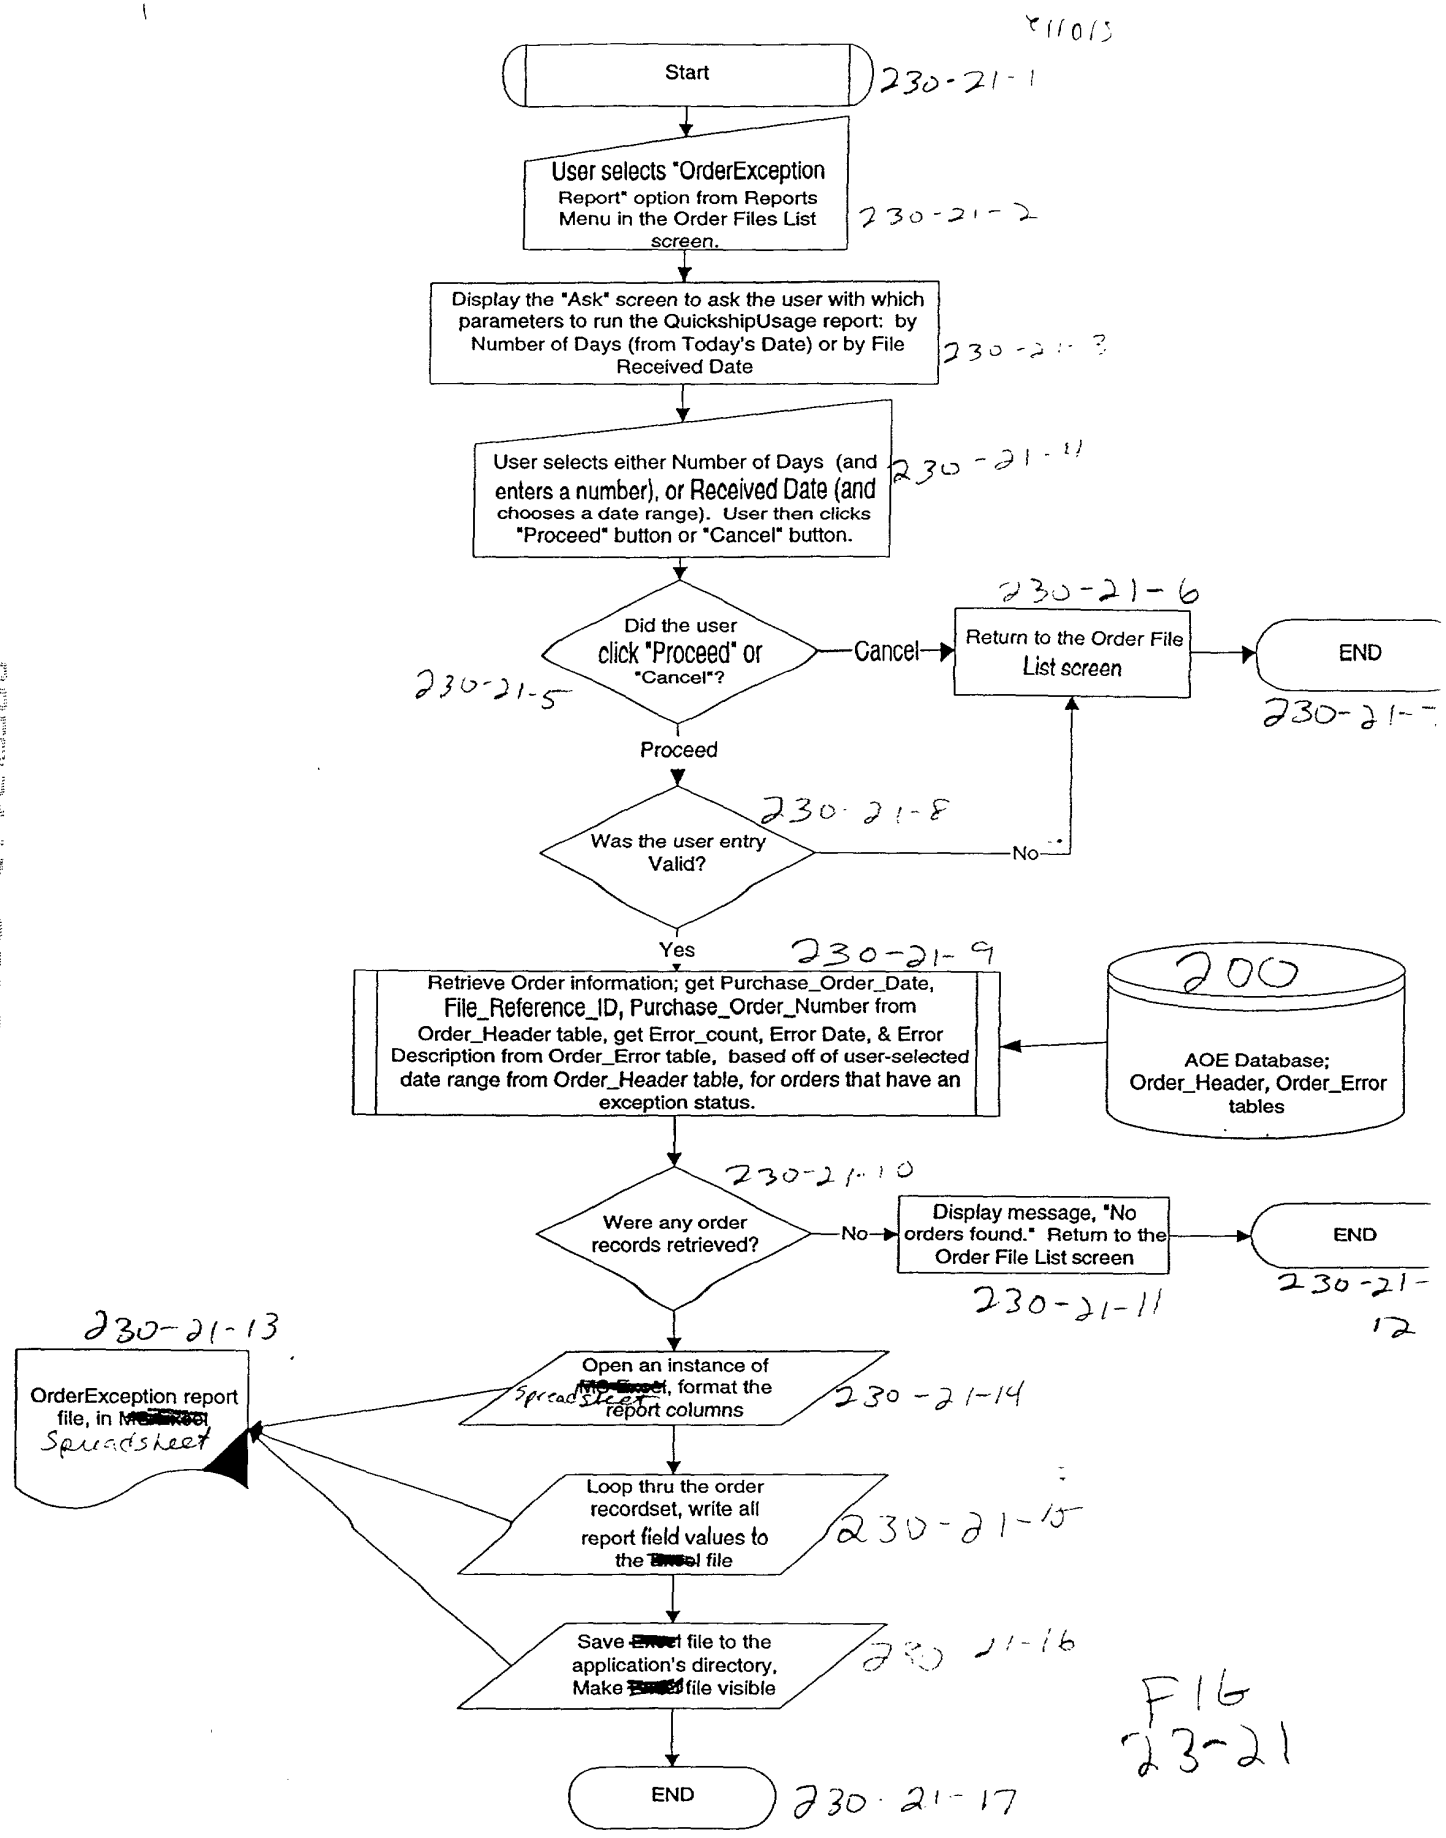 Start
230-21-1
User selects "OrderException
Report" option from Reports
Menu in the Order Files List
screen.
230-21-2
Display the "Ask" screen to ask the user with which
parameters to run the QuickshipUsage report: by
Number of Days (from Today's Date) or by File
Received Date
230-21-3
User selects either Number of Days (and
enters a number), or Received Date (and
chooses a date range). User then clicks
"Proceed" button or "Cancel" button.
230-21-4
Did the user
click "Proceed" or
"Cancel"?
230-21-5
Cancel
230-21-6
Return to the Order File
List screen
END
230-21-
Proceed
230-21-8
Was the user entry
Valid?
No
Yes
230-21-9
Retrieve Order information; get Purchase_Order_Date,
File_Reference_ID, Purchase_Order_Number from
Order_Header table, get Error_count, Error Date, & Error
Description from Order_Error table, based off of user-selected
date range from Order_Header table, for orders that have an
exception status.
200
AOE Database;
Order_Header, Order_Error
tables
230-21-10
Were any order
records retrieved?
No
Display message, "No
orders found." Return to the
Order File List screen
230-21-11
END
230-21-
12
230-21-13
OrderException report
file, in
Spreadsheet
Open an instance of
Spreadsheet, format the
report columns
230-21-14
Loop thru the order
recordset, write all
report field values to
the file
230-21-15
Save file to the
application's directory,
Make file visible
230 21-16
END
230-21-17
FIG
23-21